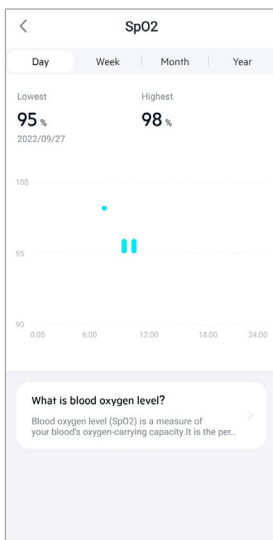 SpO2
Day Week Month Year
Lowest Highest
95 % 98 %
2022/09/27
100
95
90
0:00 6:00 12:00 18:00 24:00
What is blood oxygen level?
Blood oxygen level (SpO2) is a measure of
your blood's oxygen-carrying capacity.It is the per...